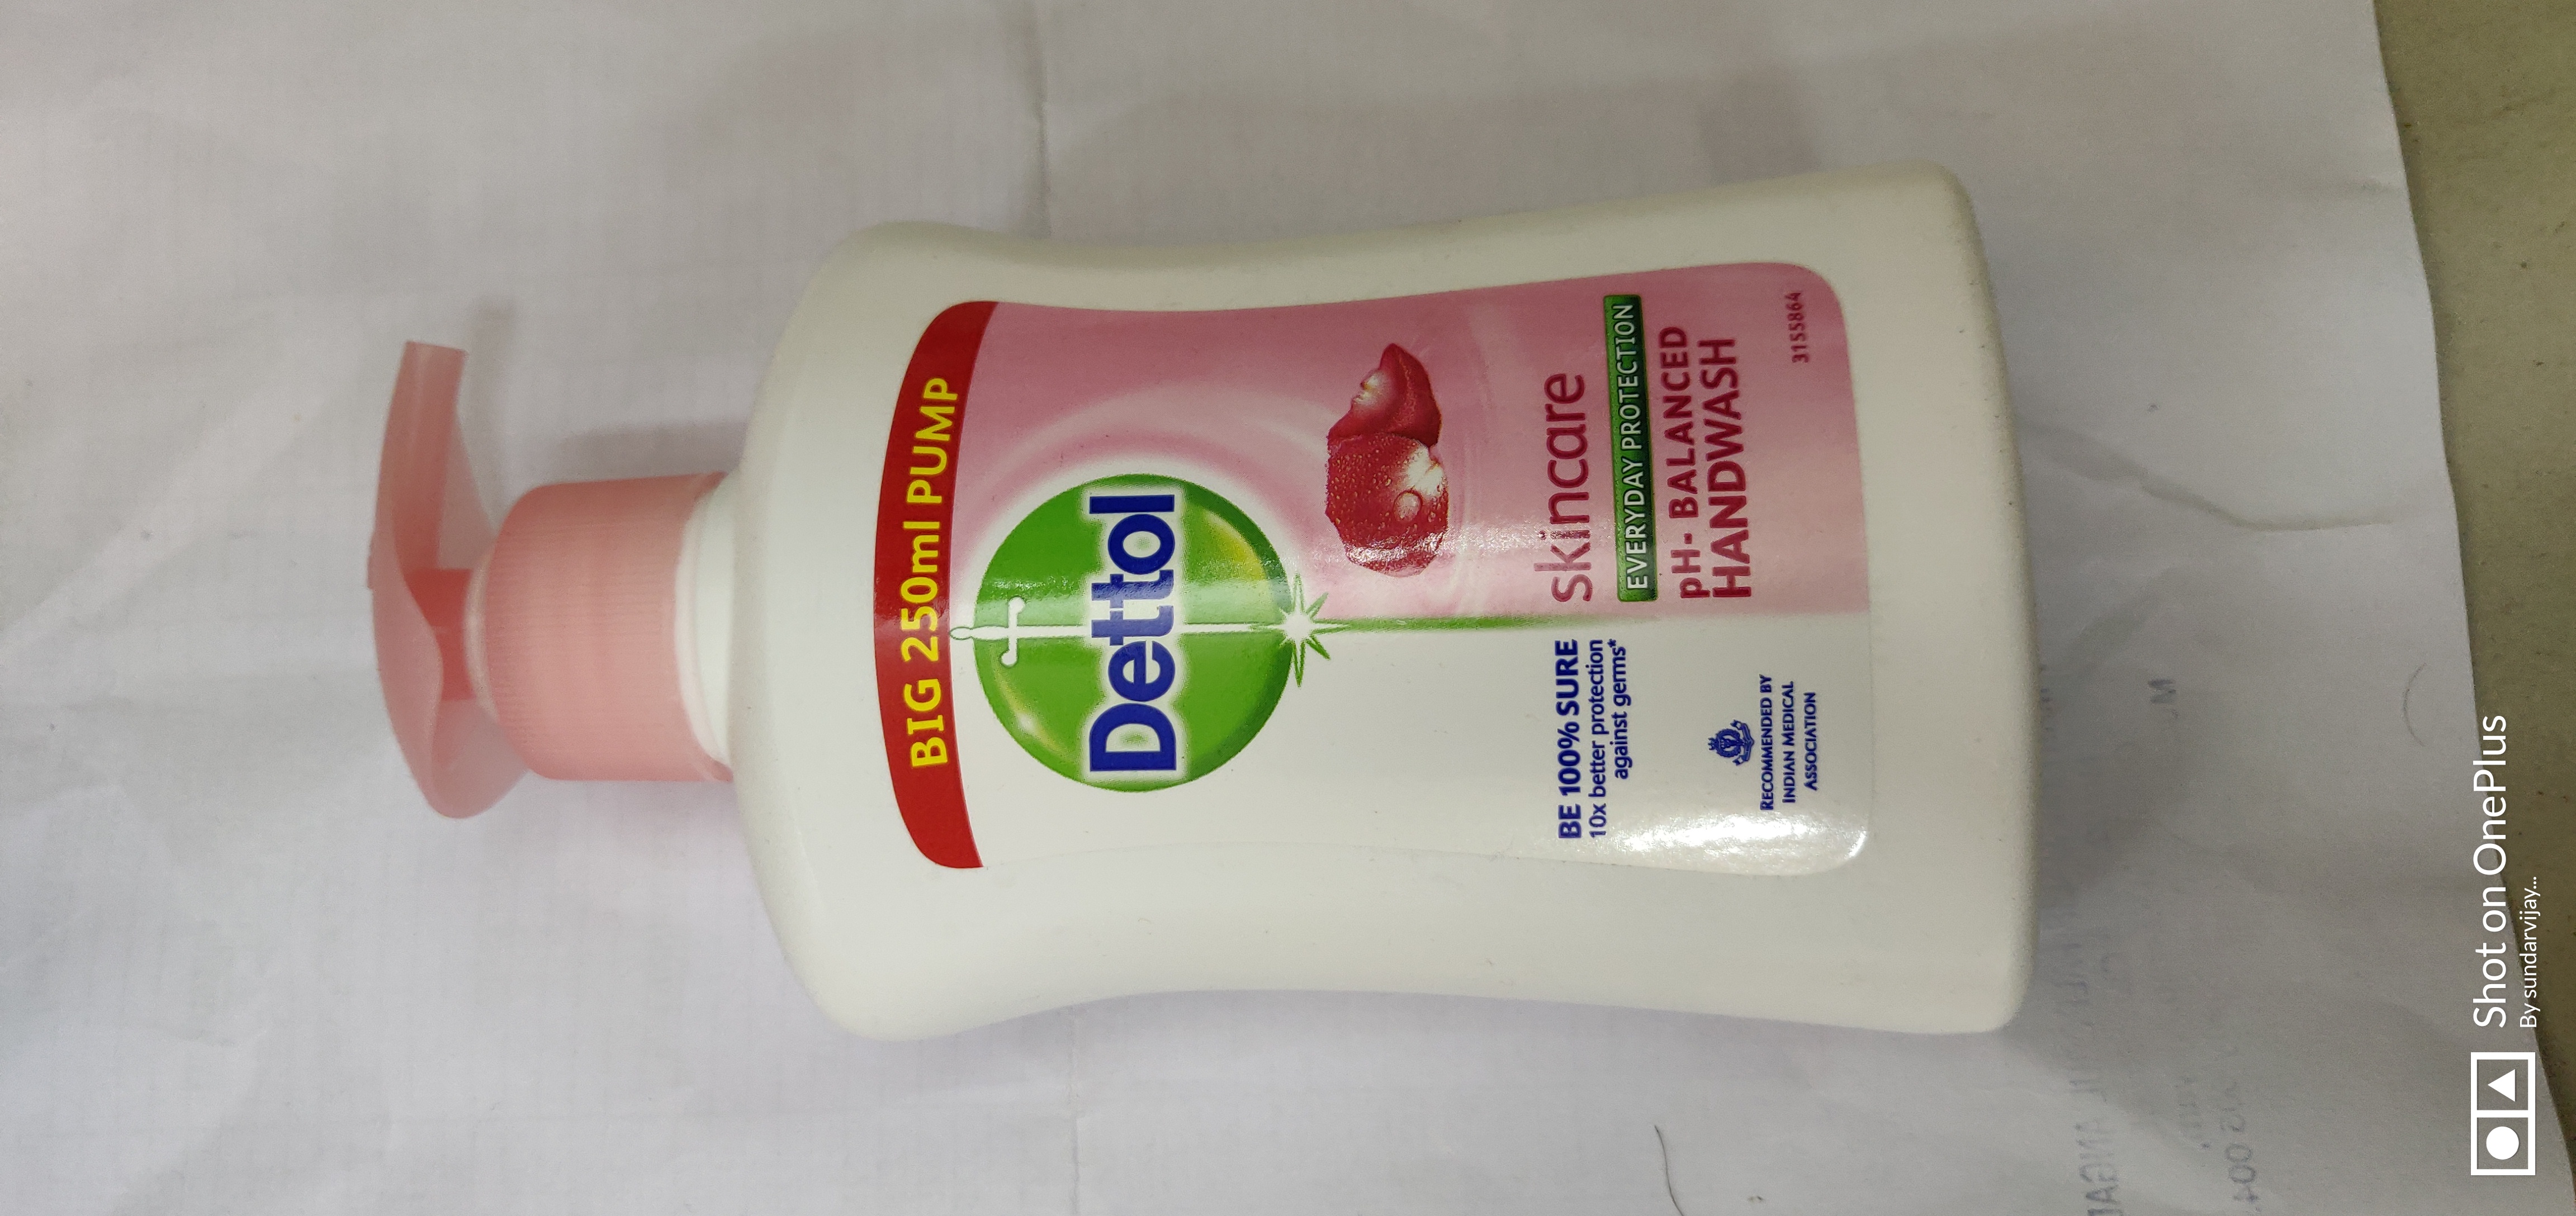 BIG 250ml PUMP
Dettol
BE 100% SURE
10x better protection
against germs*
RECOMMENDED BY
INDIAN MEDICAL
ASSOCIATION
skincare
EVERYDAY PROTECTION
pH- BALANCED
HANDWASH
3155864
Shot on OnePlus
By sundarvijay...